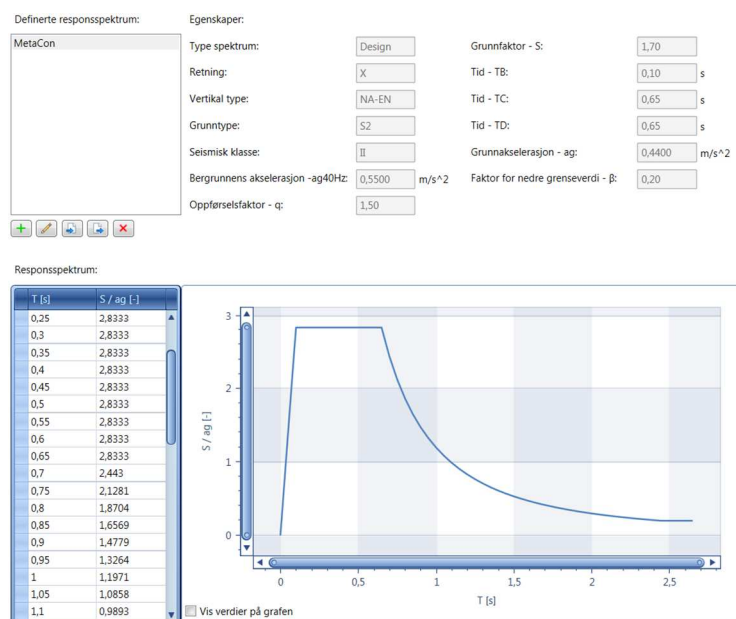 Definerte responsspektrum: Egenskaper:
MetaCon
Type spektrum: Design Grunnfaktor - S: 1,70
Retning: X Tid - TB: 0,10 s
Vertikal type: NA-EN Tid - TC: 0,65 s
Grunntype: S2 Tid - TD: 0,65 s
Seismisk klasse: II Grunnakselerasjon - ag: 0,4400 m/s^2
Bergrunnens akselerasjon -ag40Hz: 0,5500 m/s^2 Faktor for nedre grenseverdi - β: 0,20
Oppførselsfaktor - q: 1,50
Responsspektrum:
T [s] S / ag [-]
0,25 2,8333
0,3 2,8333
0,35 2,8333
0,4 2,8333
0,45 2,8333
0,5 2,8333
0,55 2,8333
0,6 2,8333
0,65 2,8333
0,7 2,443
0,75 2,1281
0,8 1,8704
0,85 1,6569
0,9 1,4779
0,95 1,3264
1 1,1971
1,05 1,0858
1,1 0,9893
3
2
1
0
S / ag [-]
0 0,5 1 1,5 2 2,5
T [s]
Vis verdier på grafen